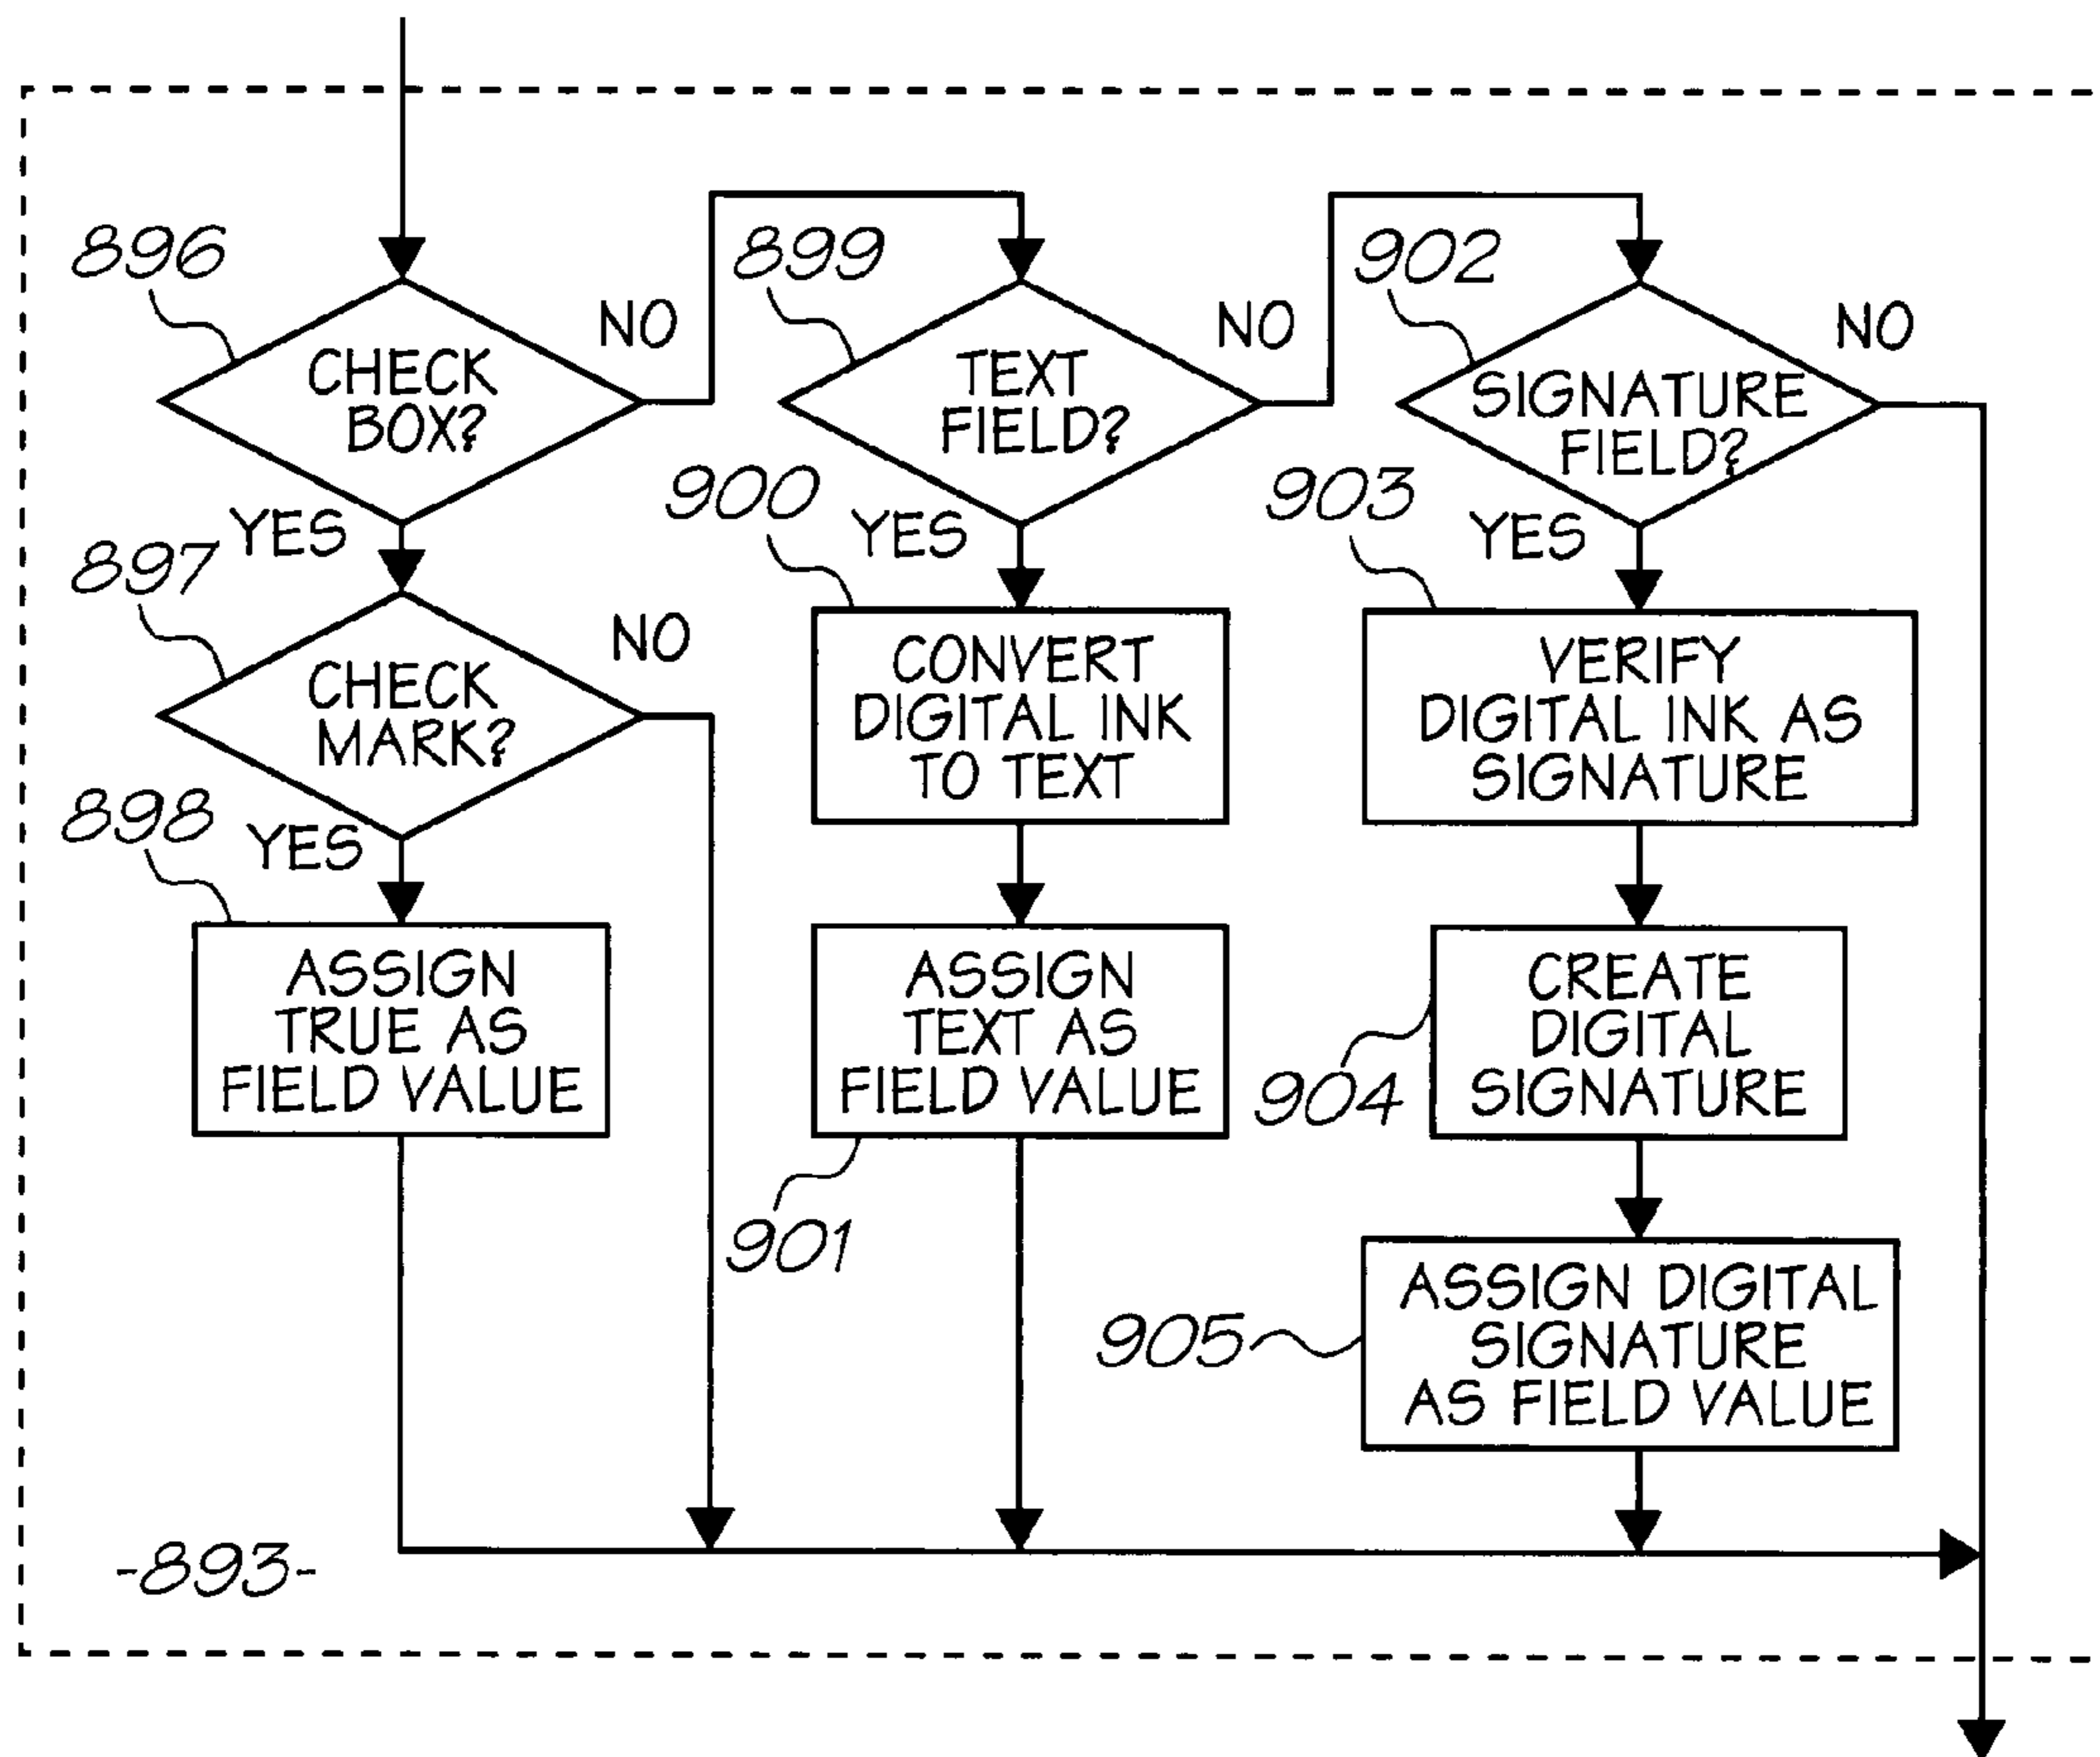 896
CHECK
BOX?
NO
YES
897
CHECK
MARK?
NO
YES
898
ASSIGN
TRUE AS
FIELD VALUE
899
TEXT
FIELD?
NO
YES
900
CONVERT
DIGITAL INK
TO TEXT
ASSIGN
TEXT AS
FIELD VALUE
901
902
SIGNATURE
FIELD?
NO
YES
903
VERIFY
DIGITAL INK AS
SIGNATURE
CREATE
DIGITAL
SIGNATURE
904
ASSIGN DIGITAL
SIGNATURE
AS FIELD VALUE
905
-893-